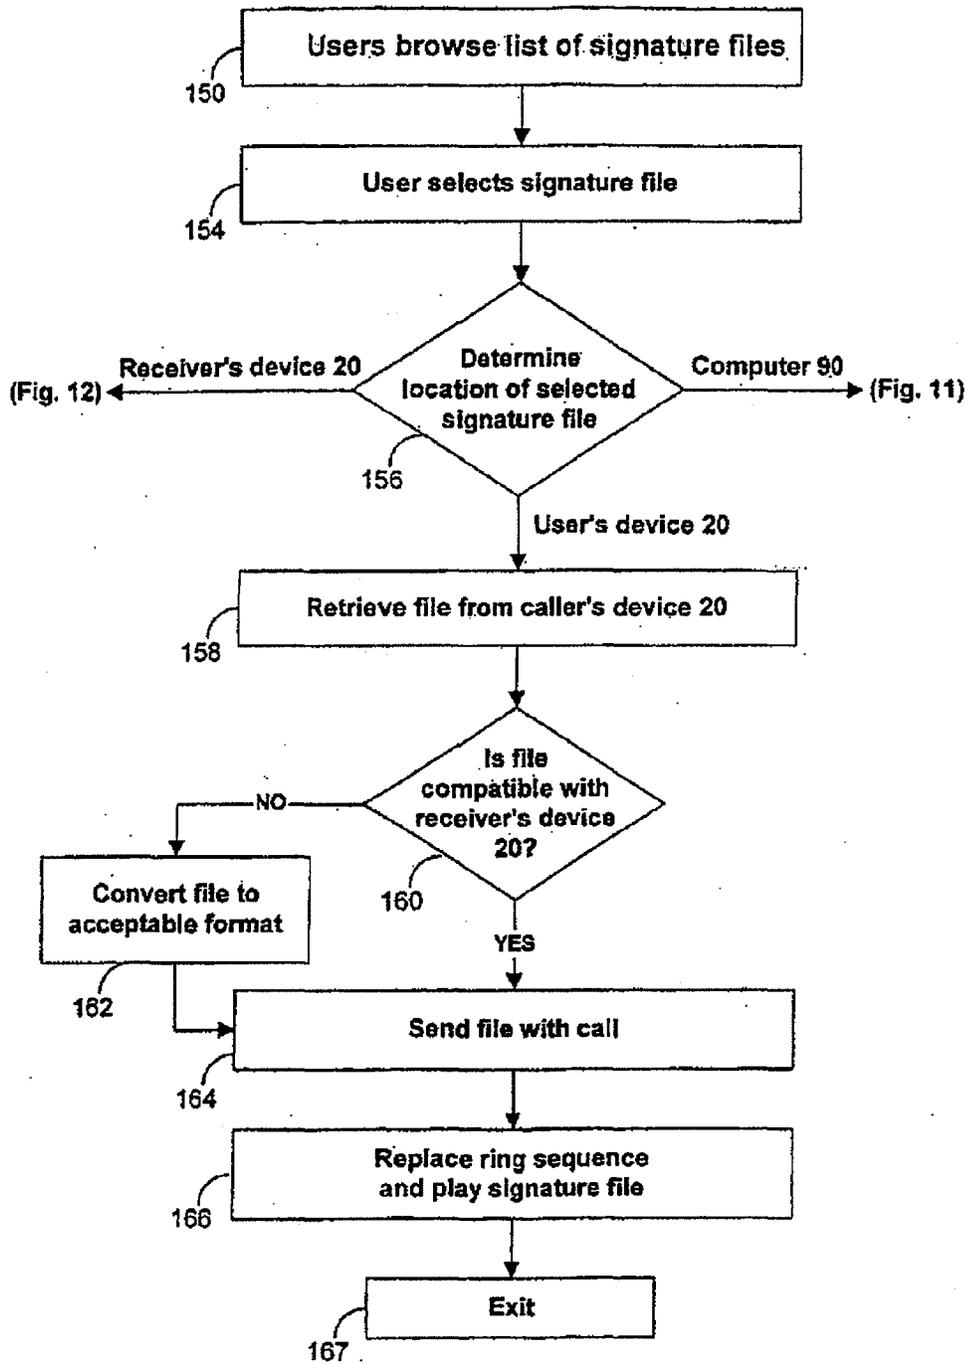 Users browse list of signature files
150
User selects signature file
154
Receiver's device 20
(Fig. 12)
Determine
location of selected
signature file
Computer 90
(Fig. 11)
156
User's device 20
Retrieve file from caller's device 20
158
Is file
compatible with
receiver's device
20?
NO
160
Convert file to
acceptable format
YES
162
Send file with call
164
Replace ring sequence
and play signature file
166
Exit
167